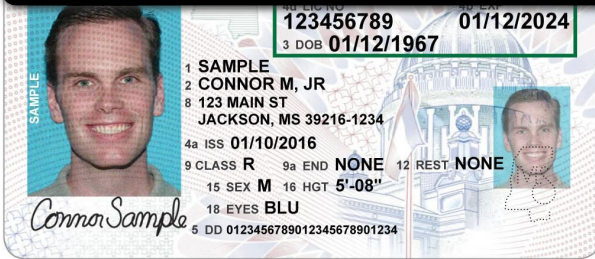 4d LIC NO 4b EXP
123456789 01/12/2024
3 DOB 01/12/1967
SAMPLE
1 SAMPLE
2 CONNOR M, JR
8 123 MAIN ST
JACKSON, MS 39216-1234
4a ISS 01/10/2016
9 CLASS R 9a END NONE 12 REST NONE
15 SEX M 16 HGT 5'-08"
18 EYES BLU
Connor Sample
5 DD 0123456789012345678901234